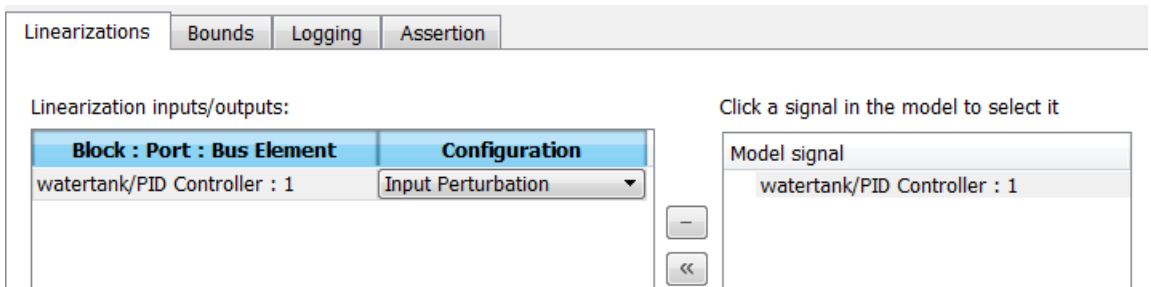 Linearizations Bounds Logging Assertion
Linearization inputs/outputs: Click a signal in the model to select it
Block : Port : Bus Element Configuration Model signal
watertank/PID Controller : 1 Input Perturbation watertank/PID Controller : 1
−
«